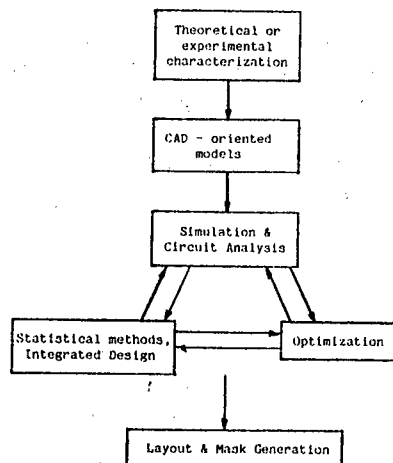 Theoretical or
experimental
characterization
CAD - oriented
models
Simulation &
Circuit Analysis
Statistical methods,
Integrated Design
Optimization
Layout & Mask Generation